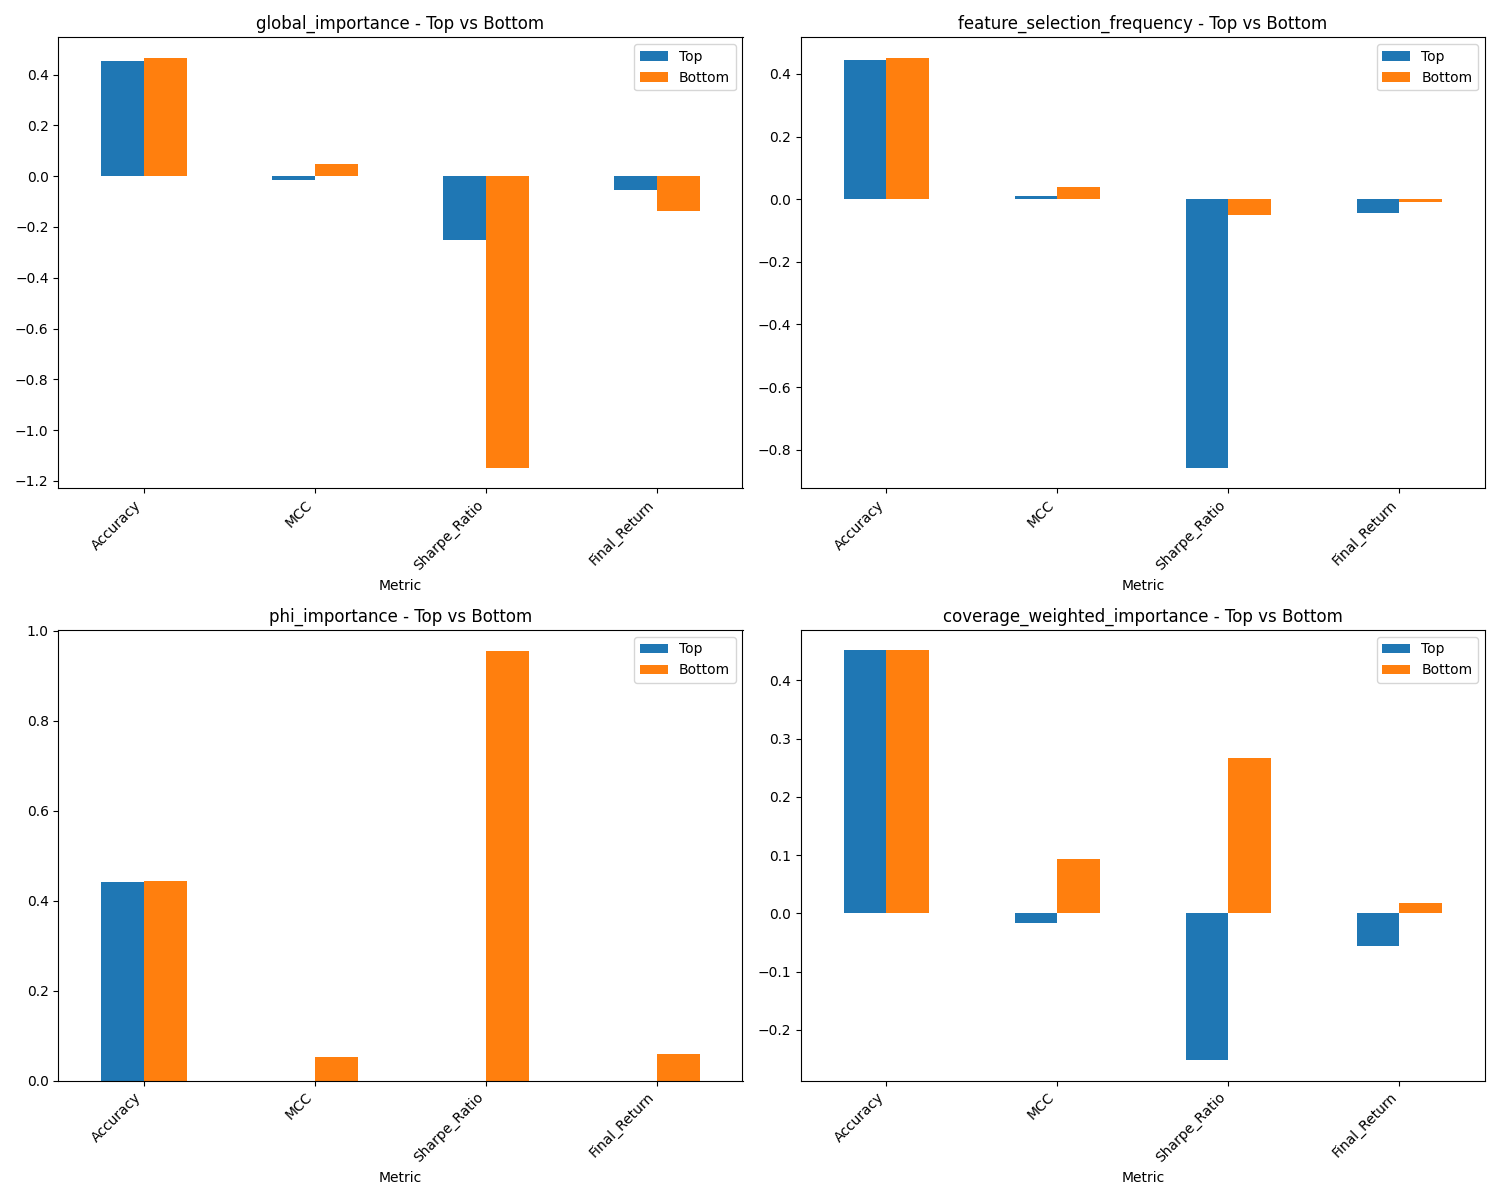 global_importance - Top vs Bottom
Top
Bottom
0.4
0.2
0.0
−0.2
−0.4
−0.6
−0.8
−1.0
−1.2
Accuracy
MCC
Sharpe_Ratio
Final_Return
Metric
feature_selection_frequency - Top vs Bottom
Top
Bottom
0.4
0.2
0.0
−0.2
−0.4
−0.6
−0.8
Accuracy
MCC
Sharpe_Ratio
Final_Return
Metric
phi_importance - Top vs Bottom
Top
Bottom
1.0
0.8
0.6
0.4
0.2
0.0
Accuracy
MCC
Sharpe_Ratio
Final_Return
Metric
coverage_weighted_importance - Top vs Bottom
Top
Bottom
0.4
0.3
0.2
0.1
0.0
−0.1
−0.2
Accuracy
MCC
Sharpe_Ratio
Final_Return
Metric